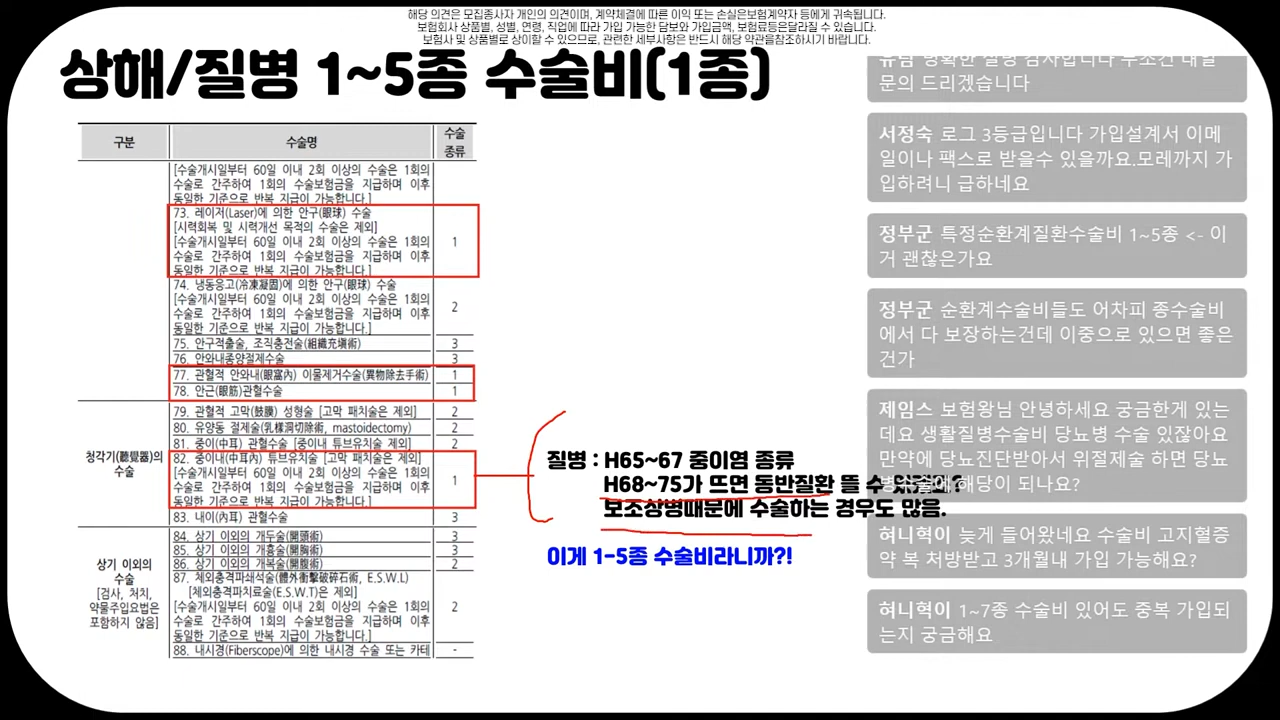 해당 의견은 모집종사자 개인의 의견이며, 계약체결에 따른 이익 또는 손실은보험계약자 등에게 귀속됩니다.
보험회사 상품별, 성별, 연령, 직업에 따라 가입 가능한 담보와 가입금액, 보험료등은달라질 수 있습니다.
보험사 및 상품별로 상이할 수 있으므로, 관련한 세부사항은 반드시 해당 약관을참조하시기 바랍니다.
상해/질병 1~5종 수술비(1종)
구분
수술명
수술
종류
[수술개시일부터 60일 이내 2회 이상의 수술은 1회의
수술로 간주하여 1회의 수술보험금을 지급하며 이후
동일한 기준으로 반복 지급이 가능합니다.]
73. 레이저(Laser)에 의한 안구(眼球) 수술
[시력회복 및 시력개선 목적의 수술은 제외]
[수술개시일부터 60일 이내 2회 이상의 수술은 1회의
수술로 간주하여 1회의 수술보험금을 지급하며 이후
동일한 기준으로 반복 지급이 가능합니다.]
1
74. 냉동응고(冷凍凝固)에 의한 안구(眼球) 수술
[수술개시일부터 60일 이내 2회 이상의 수술은 1회의
수술로 간주하여 1회의 수술보험금을 지급하며 이후
동일한 기준으로 반복 지급이 가능합니다.]
2
75. 안구적출술, 조직충전술(組織充塡術) 3
76. 안와내종양절제수술 3
77. 관혈적 안와내(眼窩內) 이물제거수술(異物除去手術) 1
78. 안근(眼筋)관혈수술 1
청각기(聽覺器)의
수술
79. 관혈적 고막(鼓膜) 성형술 [고막 패치술은 제외] 2
80. 유양동 절제술(乳樣洞切除術, mastoidectomy) 2
81. 중이(中耳) 관혈수술 [중이내 튜브유치술 제외] 2
82. 중이내(中耳內) 튜브유치술 [고막 패치술은 제외]
[수술개시일부터 60일 이내 2회 이상의 수술은 1회의
수술로 간주하여 1회의 수술보험금을 지급하며 이후
동일한 기준으로 반복 지급이 가능합니다.]
1
83. 내이(內耳) 관혈수술 3
상기 이외의
수술
[검사, 처치,
약물주입요법은
포함하지 않음]
84. 상기 이외의 개두술(開頭術) 3
85. 상기 이외의 개흉술(開胸術) 3
86. 상기 이외의 개복술(開腹術) 2
87. 체외충격파쇄석술(體外衝擊破碎石術, E.S.W.L)
[체외충격파치료술(E.S.W.T)은 제외]
[수술개시일부터 60일 이내 2회 이상의 수술은 1회의
수술로 간주하여 1회의 수술보험금을 지급하며 이후
동일한 기준으로 반복 지급이 가능합니다.]
2
88. 내시경(Fiberscope)에 의한 내시경 수술 또는 카테 -
질병 : H65~67 중이염 종류
H68~75가 뜨면 동반질환 뜰 수
보조상병때문에 수술하는 경우도 많음.
이게 1-5종 수술비라니까?!
문의 드리겠습니다
서정숙 로그 3등급입니다 가입설계서 이메
일이나 팩스로 받을수 있을까요.모레까지 가
입하려니 급하네요
정부군 특정순환계질환수술비 1~5종 <- 이
거 괜찮은가요
정부군 순환계수술비들도 어차피 종수술비
에서 다 보장하는건데 이중으로 있으면 좋은
건가
제임스 보험왕님 안녕하세요 궁금한게 있는
데요 생활질병수술비 당뇨병 수술 있잖아요
만약에 당뇨진단받아서 위절제술 하면 당뇨
해당이 되나요?
허니혁이 늦게 들어왔네요 수술비 고지혈증
약 복 처방받고 3개월내 가입 가능해요?
허니혁이 1~7종 수술비 있어도 중복 가입되
는지 궁금해요